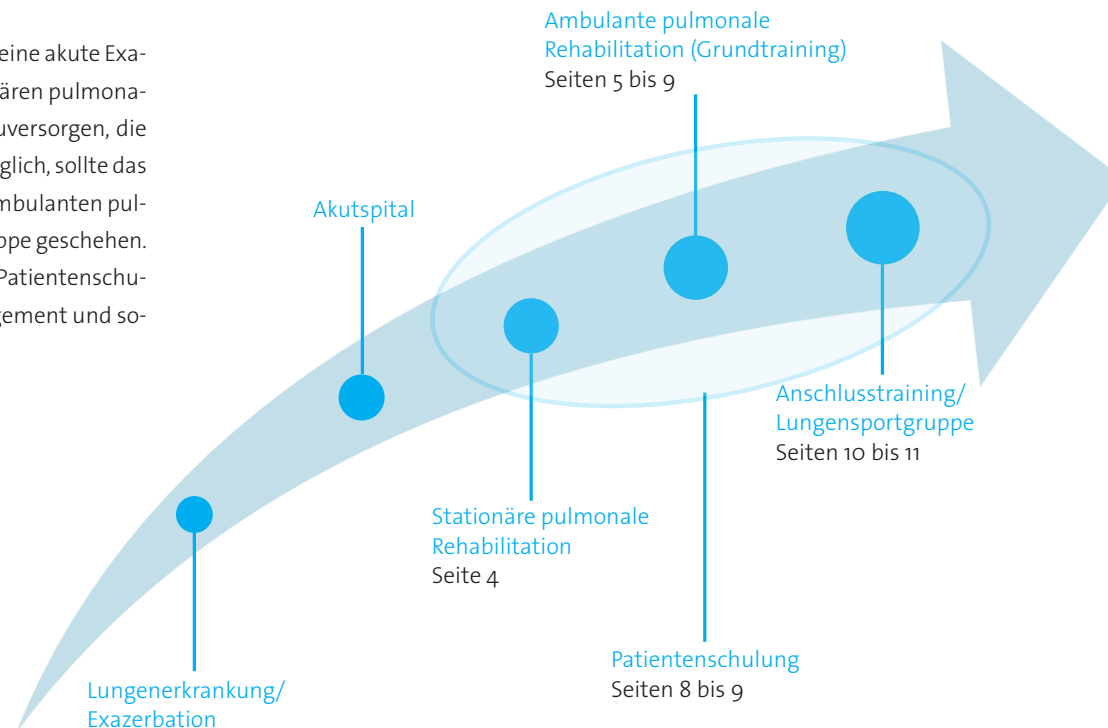 eine akute Exa-
ären pulmona-
uversorgen, die
glich, sollte das
mbulanten pul-
ppe geschehen.
Patientenschu-
gement und so-
Ambulante pulmonale
Rehabilitation (Grundtraining)
Seiten 5 bis 9
Akutspital
Anschlusstraining/
Lungensportgruppe
Seiten 10 bis 11
Stationäre pulmonale
Rehabilitation
Seite 4
Patientenschulung
Seiten 8 bis 9
Lungenerkrankung/
Exazerbation